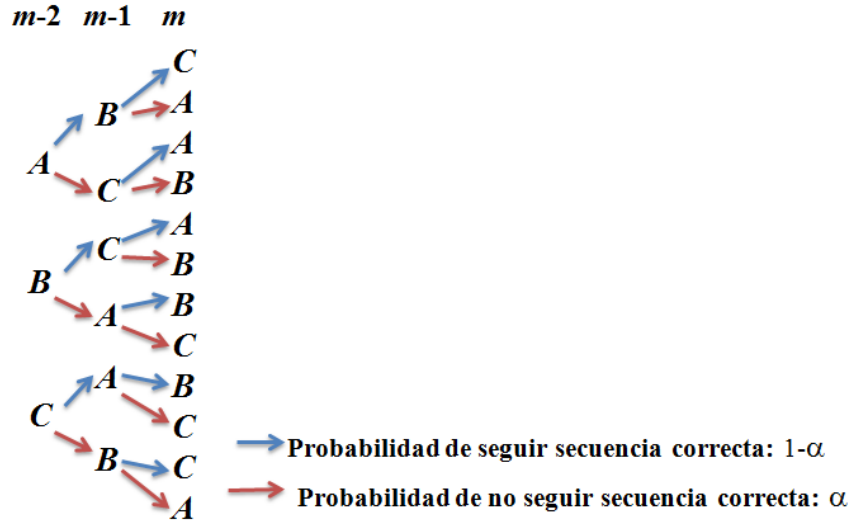 m-2 m-1 m
C
B
A
A
A
C
B
A
C
B
B
B
A
C
A
B
C
C
B
C
A
Probabilidad de seguir secuencia correcta: 1-α
Probabilidad de no seguir secuencia correcta: α